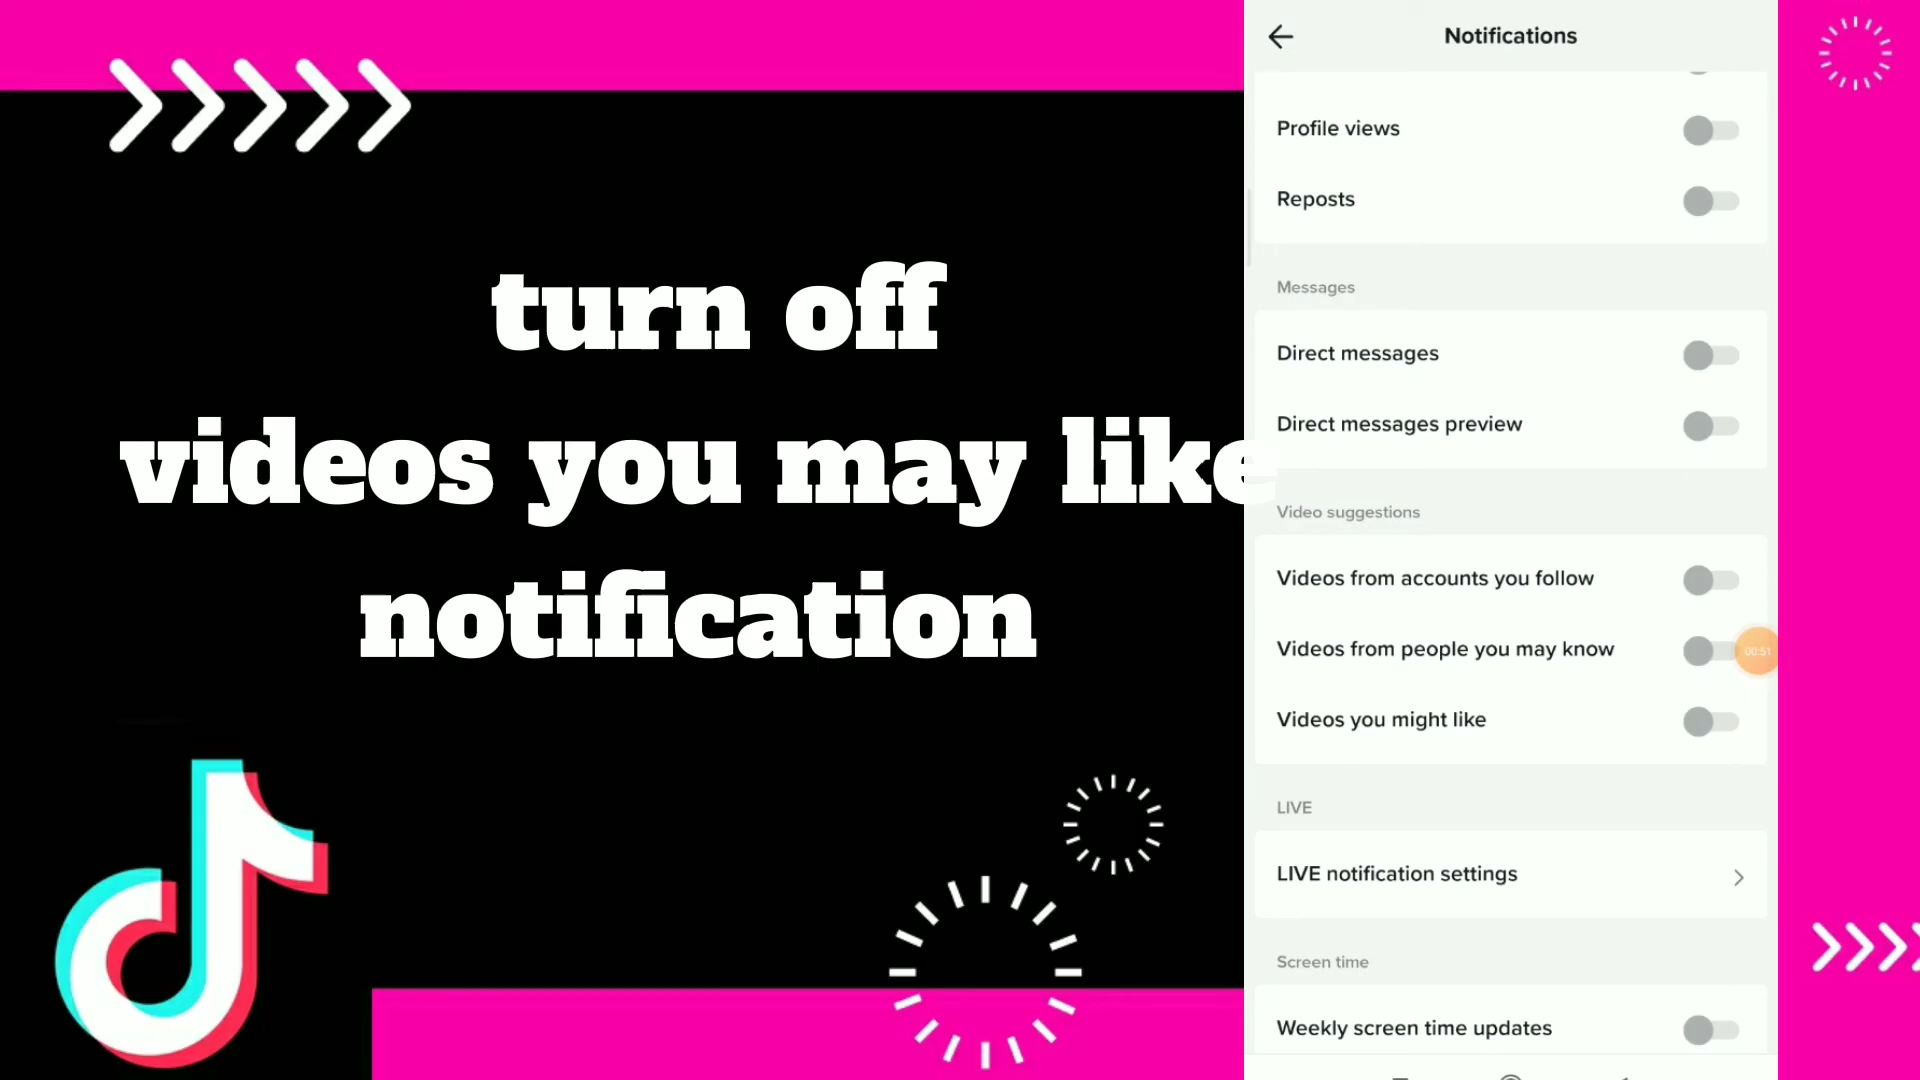 turn off
videos you may like
notification
Notifications
Profile views
Reposts
Messages
Direct messages
Direct messages preview
Video suggestions
Videos from accounts you follow
Videos from people you may know
00:51
Videos you might like
LIVE
LIVE notification settings
Screen time
Weekly screen time updates